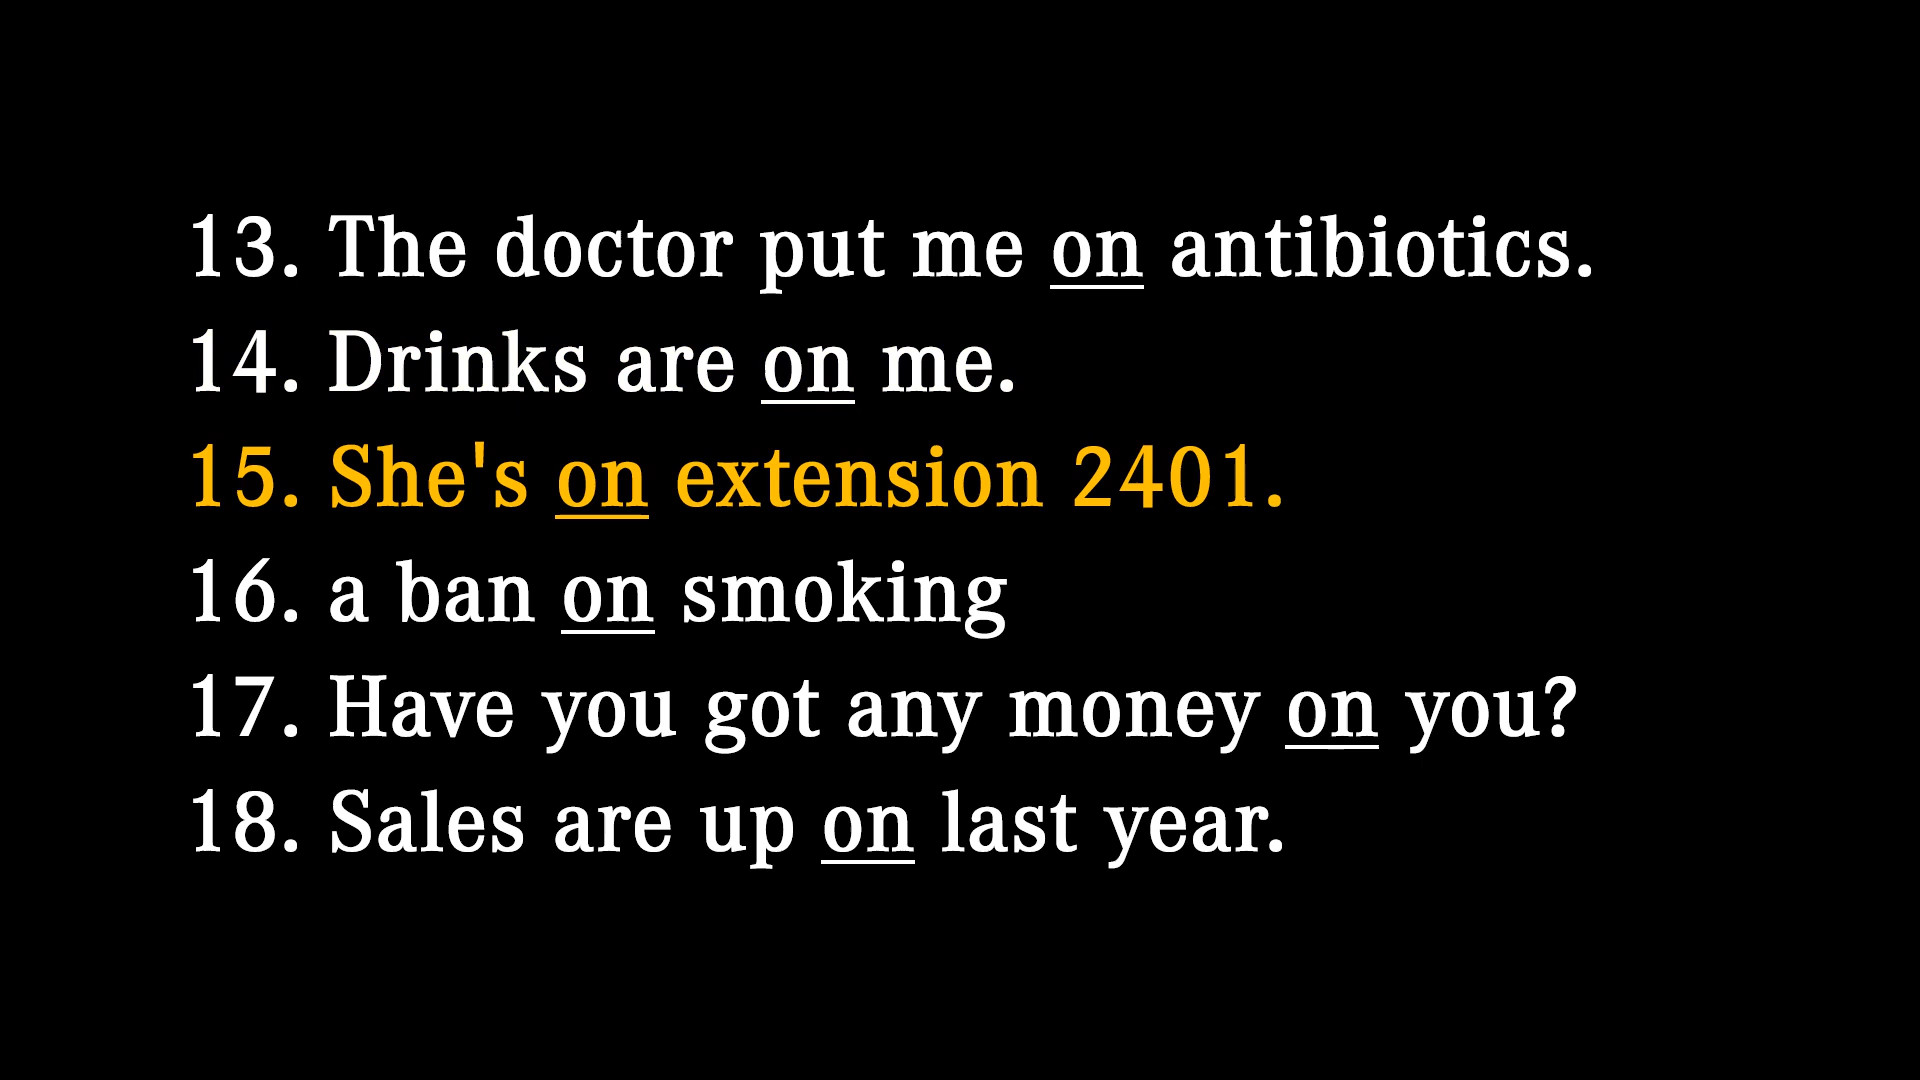 13. The doctor put me on antibiotics.
14. Drinks are on me.
15. She's on extension 2401.
16. a ban on smoking
17. Have you got any money on you?
18. Sales are up on last year.